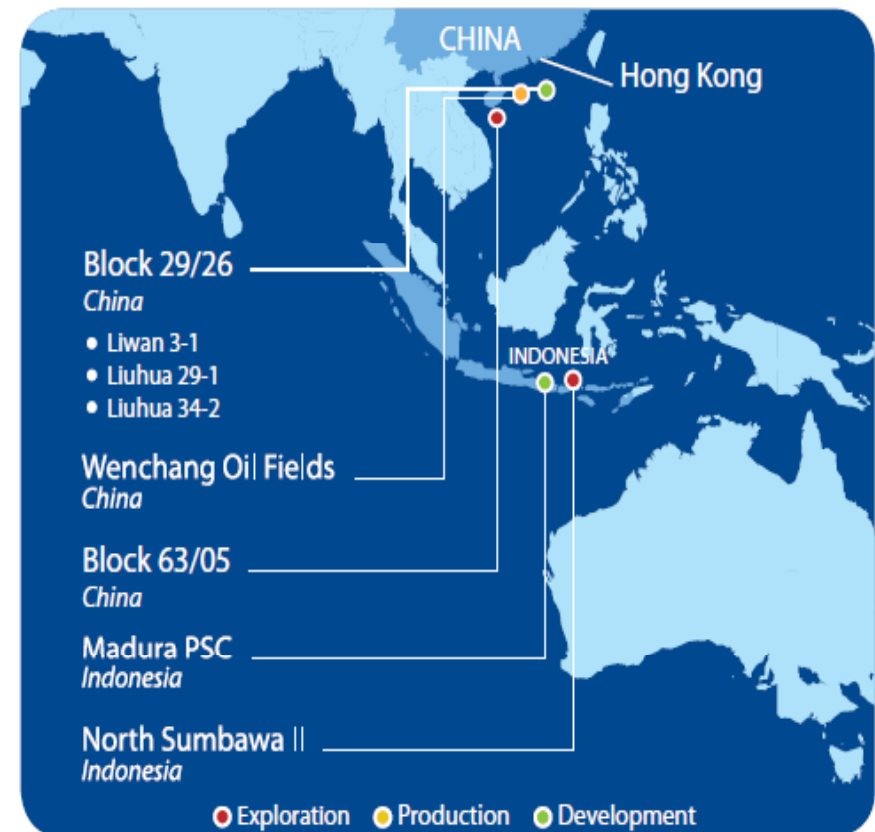 CHINA
Hong Kong
Block 29/26
China
• Liwan 3-1
• Liuhua 29-1
• Liuhua 34-2
INDONESIA
Wenchang Oil Fields
China
Block 63/05
China
Madura PSC
Indonesia
North Sumbawa II
Indonesia
Exploration Production Development